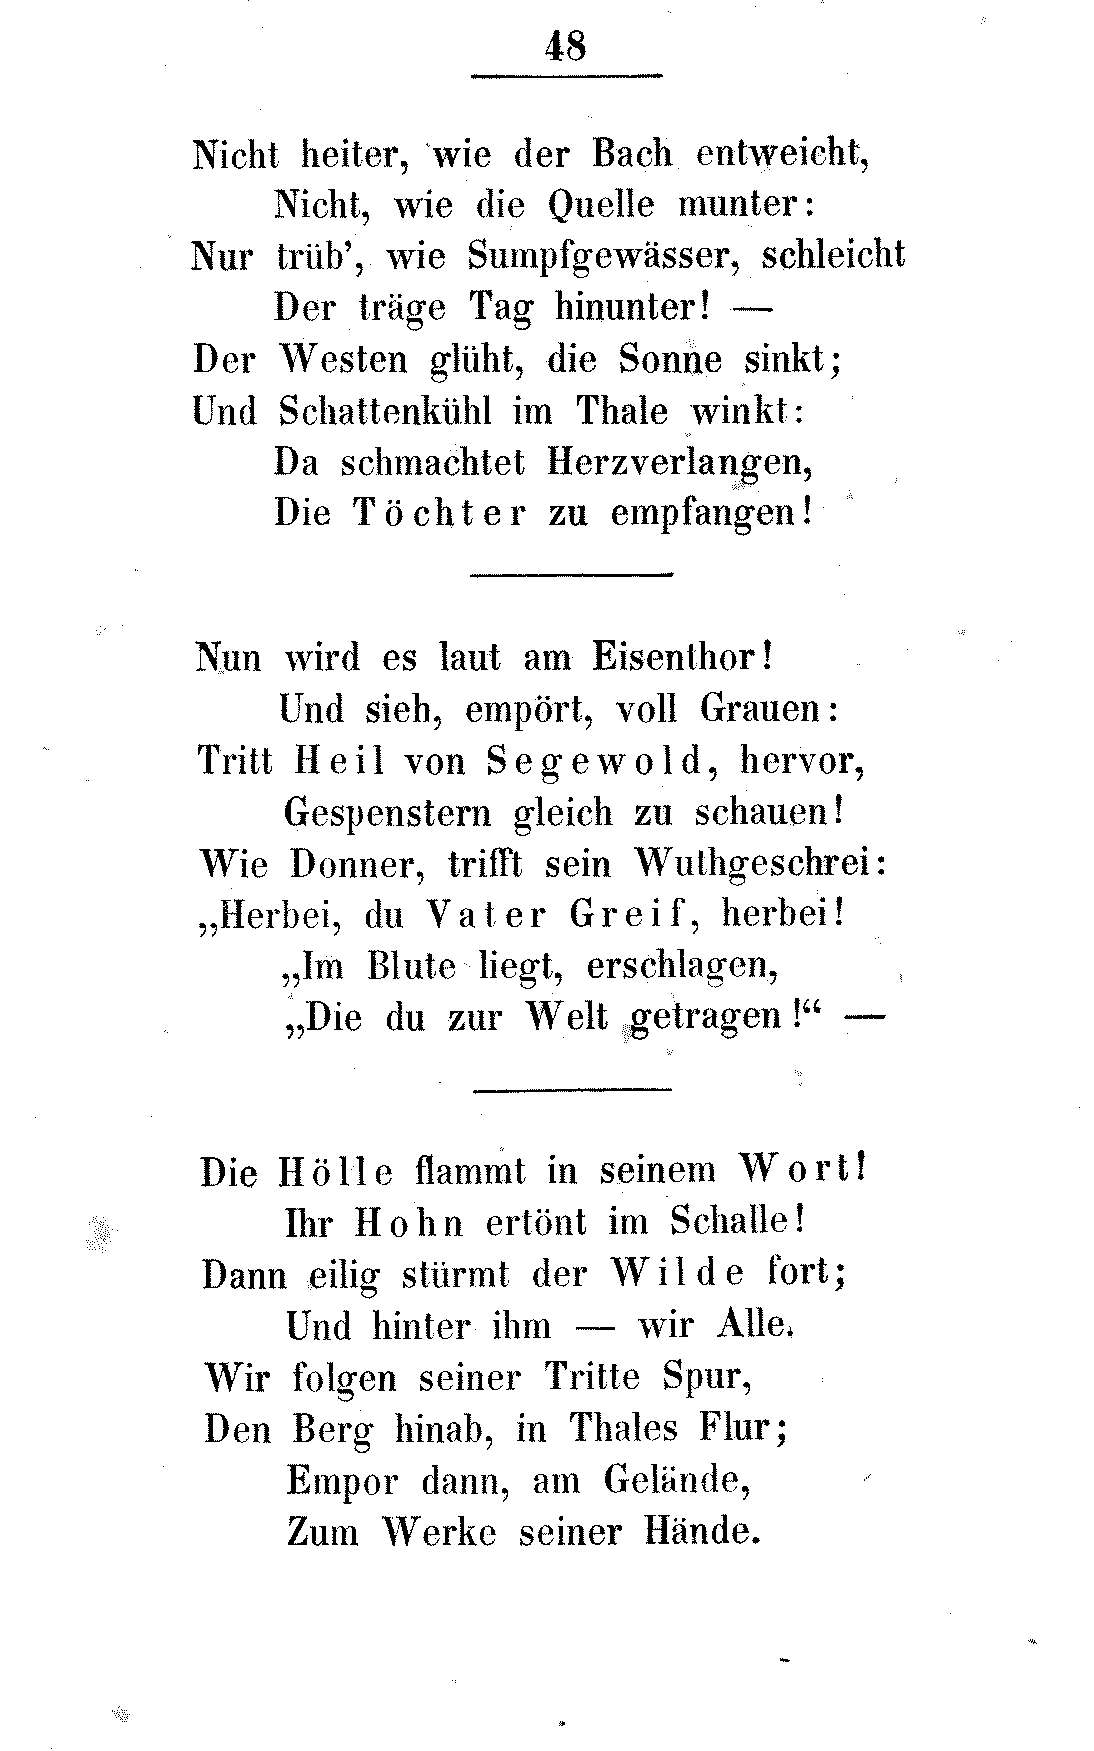 48
Nicht heiter, wie der Bach entweicht,
Nicht, wie die Quelle munter:
Nur trüb’, wie Sumpfgewässer, schleicht
Der träge Tag hinunter! —
Der Westen glüht, die Sonne sinkt;
Und Schattenkühl im Thale winkt:
Da schmachtet Herzverlangen,
Die Töchter zu empfangen!
Nun wird es laut am Eisenthor!
Und sieh, empört, voll Grauen:
Tritt Heil von Segewold, hervor,
Gespenstern gleich zu schauen!
Wie Donner, trifft sein Wuthgeschrei:
„Herbei, du Vater Greif, herbei!
„Im Blute liegt, erschlagen,
„Die du zur Welt getragen!“ —
Die Hölle flammt in seinem Wort!
Ihr Hohn ertönt im Schalle!
Dann eilig stürmt der Wilde fort;
Und hinter ihm — wir Alle.
Wir folgen seiner Tritte Spur,
Den Berg hinab, in Thales Flur;
Empor dann, am Gelände,
Zum Werke seiner Hände.